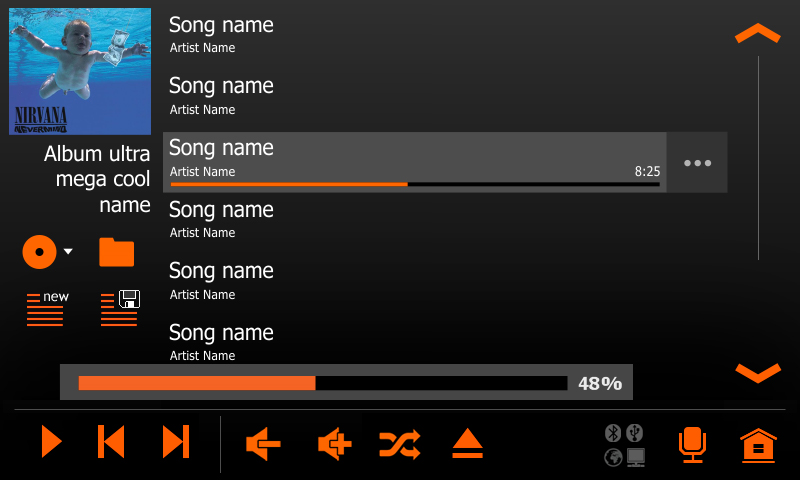 NIRVANA
NEVERMIND
Album ultra
mega cool
name
new
Song name
Artist Name
Song name
Artist Name
Song name
Artist Name
8:25
Song name
Artist Name
Song name
Artist Name
Song name
Artist Name
48%